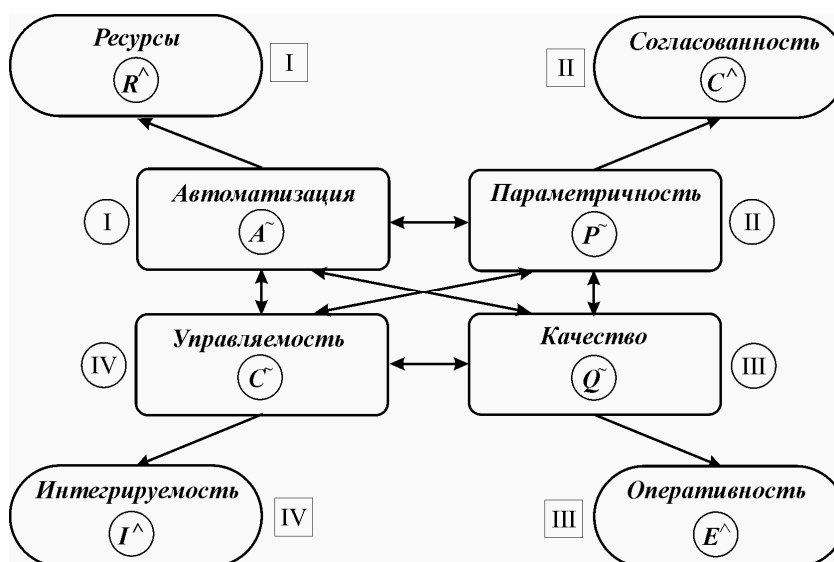 Ресурсы
R^
I
II
Согласованность
C^
I
Автоматизация
A~
Параметричность
P~
II
IV
Управляемость
C~
Качество
Q~
III
Интегрируемость
I^
IV
III
Оперативность
E^